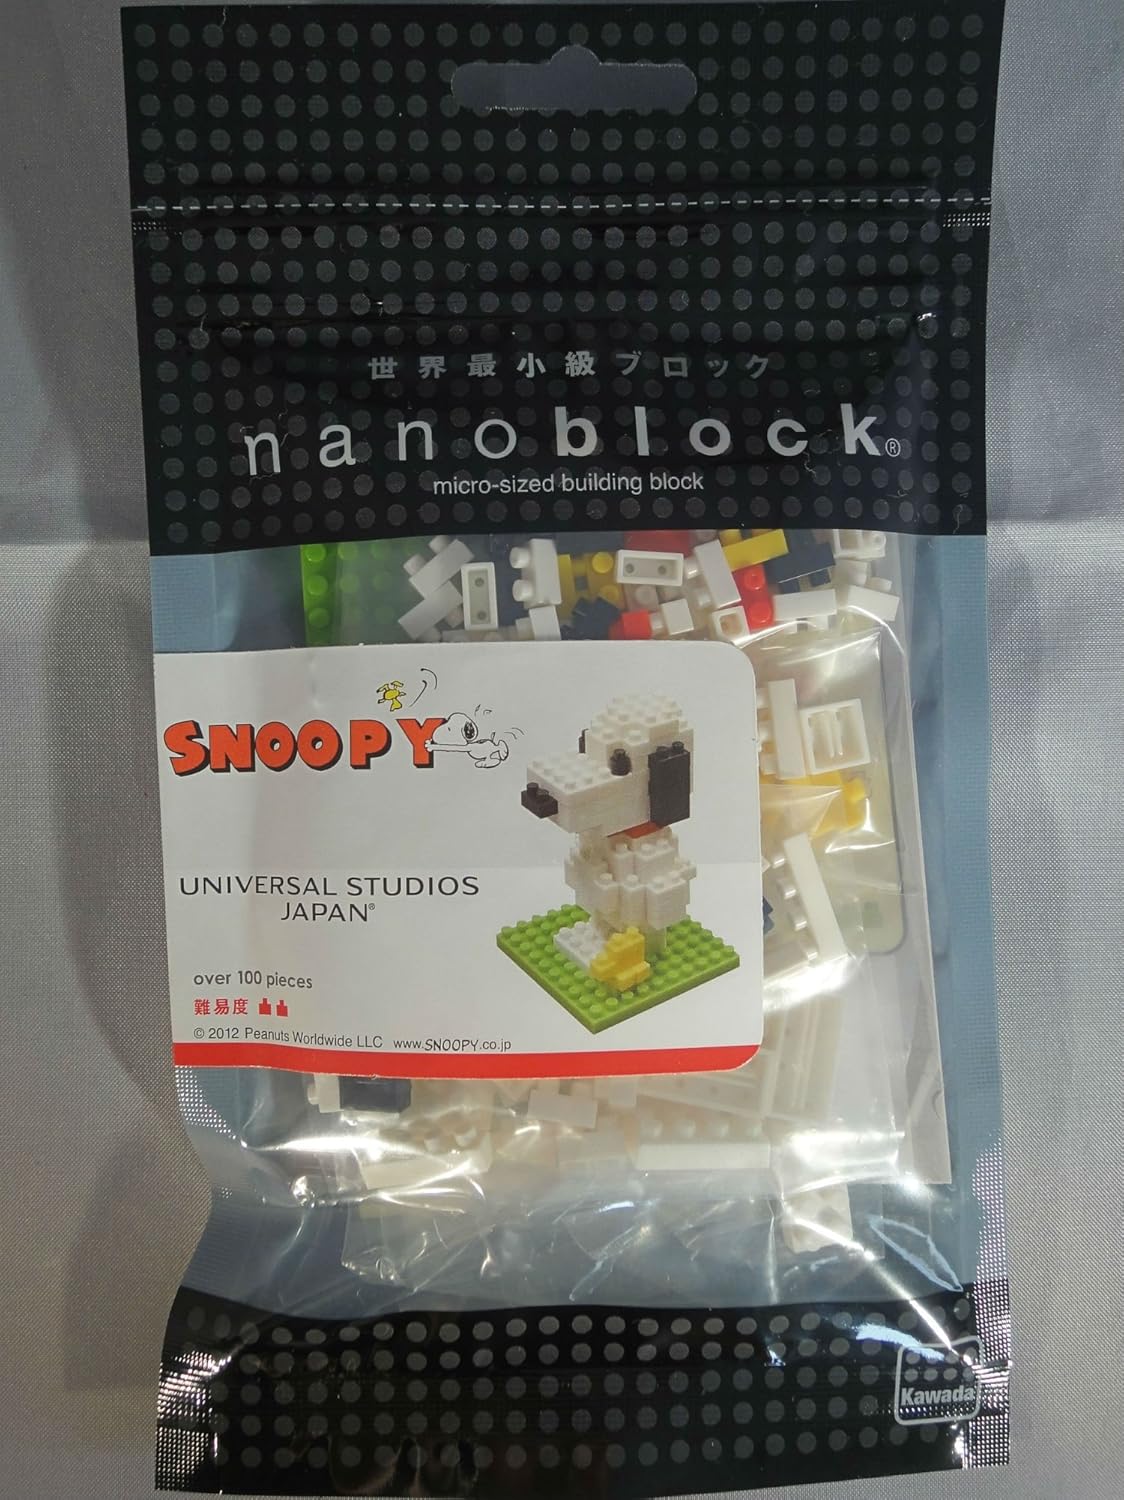 世界最小級ブロック
nanoblock®
micro-sized building block
SNOOPY
UNIVERSAL STUDIOS
JAPAN®
over 100 pieces
難易度
© 2012 Peanuts Worldwide LLC www.SNOOPY.co.jp
Kawada